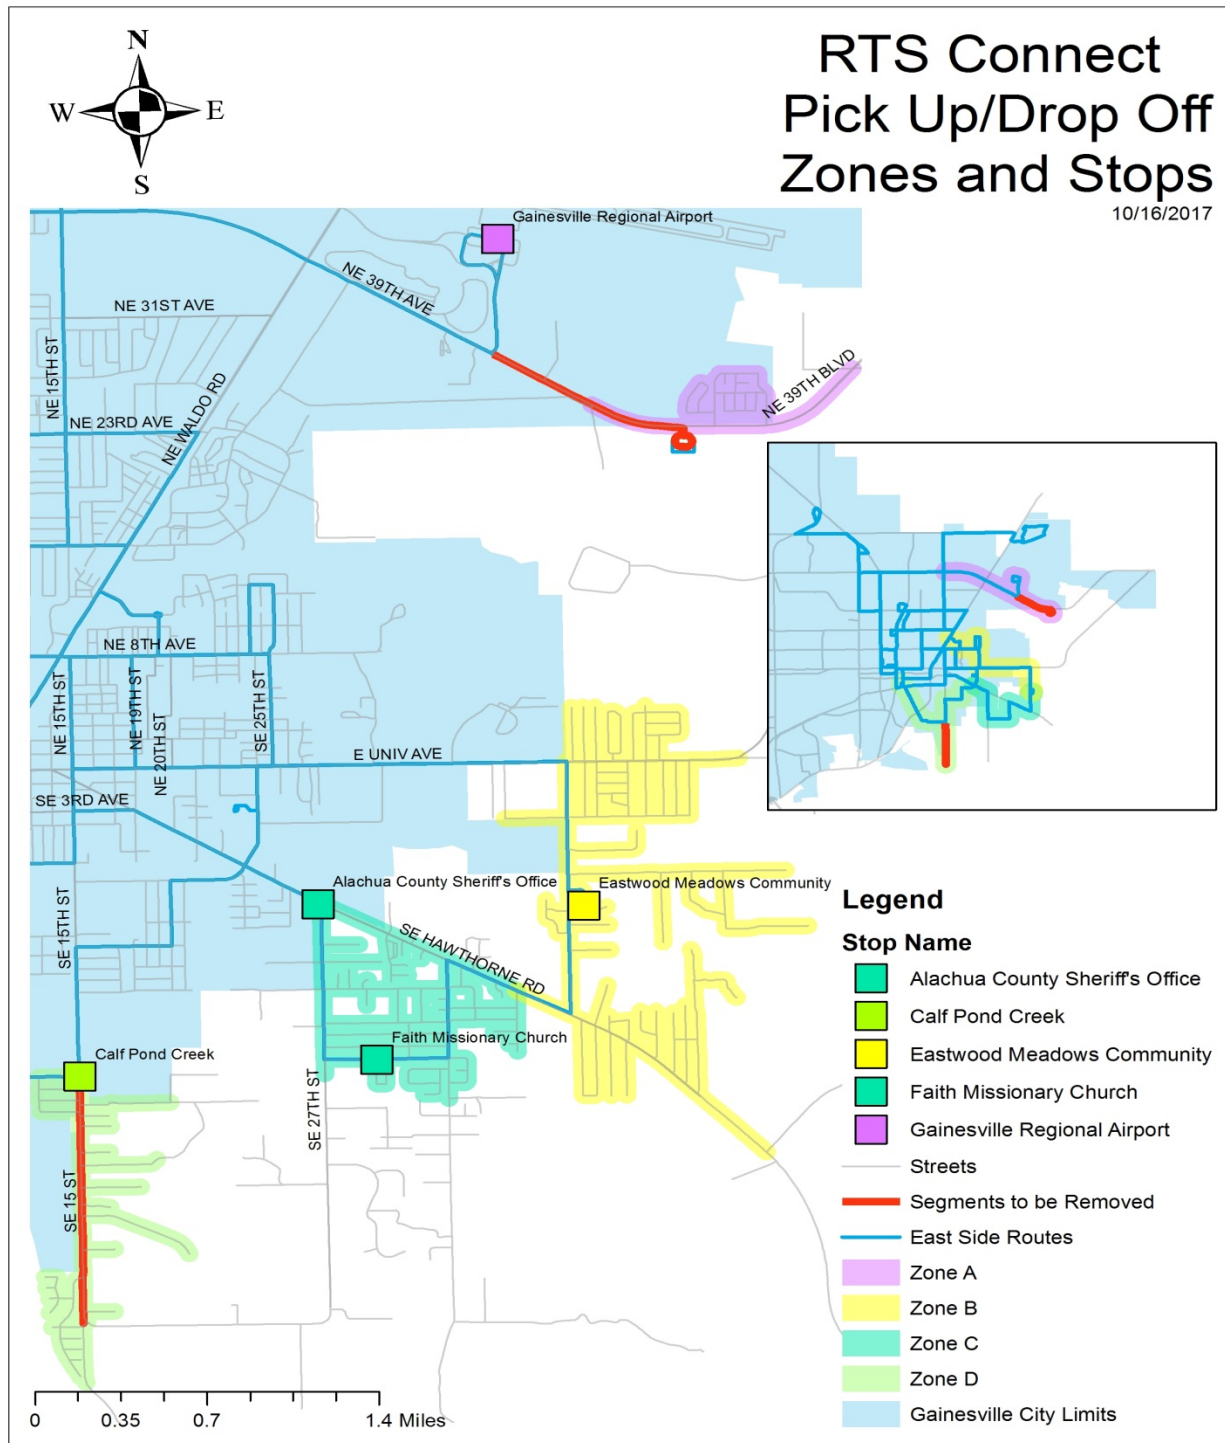 N
W
E
S
RTS Connect
Pick Up/Drop Off
Zones and Stops
10/16/2017
Gainesville Regional Airport
NE 39TH AVE
NE 31ST AVE
NE 15TH ST
NE 39TH BLVD
NE WALDO RD
NE 23RD AVE
NE 8TH AVE
NE 15TH ST
NE 19TH ST
NE 20TH ST
SE 25TH ST
E UNIV AVE
SE 3RD AVE
Alachua County Sheriff's Office
Eastwood Meadows Community
SE 15TH ST
SE HAWTHORNE RD
Faith Missionary Church
Calf Pond Creek
SE 27TH ST
SE 15 ST
Legend
Stop Name
Alachua County Sheriff's Office
Calf Pond Creek
Eastwood Meadows Community
Faith Missionary Church
Gainesville Regional Airport
Streets
Segments to be Removed
East Side Routes
Zone A
Zone B
Zone C
Zone D
Gainesville City Limits
0 0.35 0.7 1.4 Miles